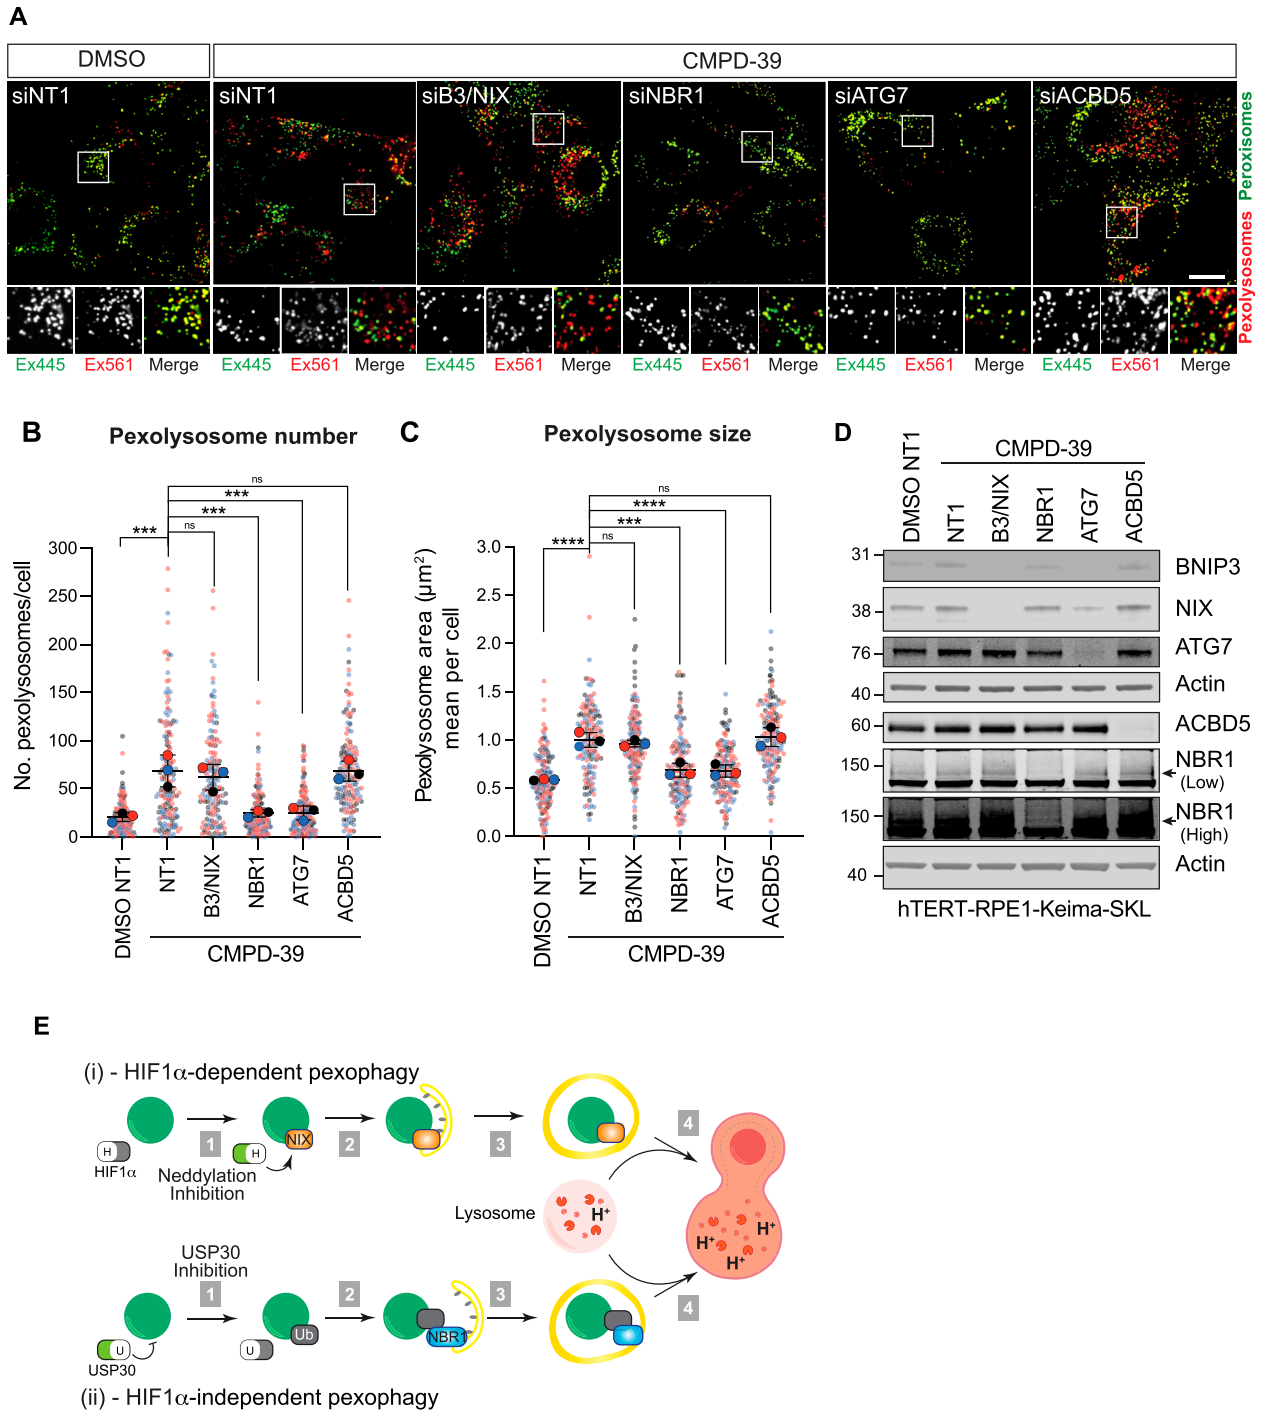 A
DMSO
CMPD-39
siNT1
siNT1
siB3/NIX
siNBR1
siATG7
siACBD5
Peroxisomes
Pexolysosomes
Ex445 Ex561 Merge
Ex445 Ex561 Merge
Ex445 Ex561 Merge
Ex445 Ex561 Merge
Ex445 Ex561 Merge
Ex445 Ex561 Merge
B
Pexolysosome number
ns
***
***
ns
***
No. pexolysosomes/cell
300
250
200
150
100
50
0
DMSO NT1
NT1
B3/NIX
NBR1
ATG7
ACBD5
CMPD-39
C
Pexolysosome size
ns
****
***
ns
****
Pexolysosome area (µm²)
mean per cell
3.0
2.5
2.0
1.5
1.0
0.5
0.0
DMSO NT1
NT1
B3/NIX
NBR1
ATG7
ACBD5
CMPD-39
D
DMSO NT1
CMPD-39
NT1
B3/NIX
NBR1
ATG7
ACBD5
31
BNIP3
38
NIX
76
ATG7
40
Actin
60
ACBD5
150
NBR1
(Low)
150
NBR1
(High)
40
Actin
hTERT-RPE1-Keima-SKL
E
(i) - HIF1α-dependent pexophagy
H
HIF1α
1
H
NIX
Neddylation
Inhibition
2
3
4
Lysosome
H+
H+
H+
H+
USP30
Inhibition
1
2
3
4
U
USP30
U
Ub
NBR1
(ii) - HIF1α-independent pexophagy